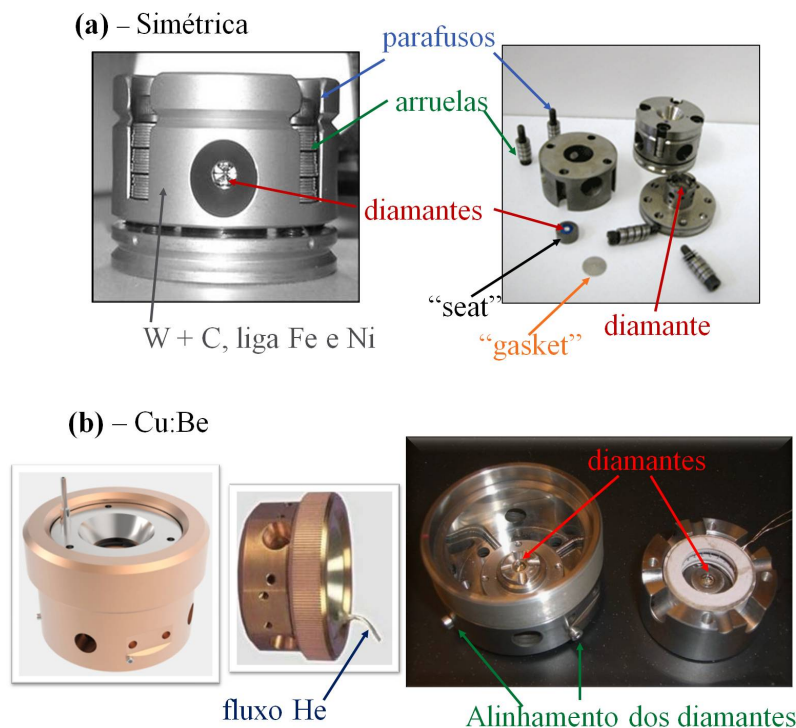 (a) – Simétrica
parafusos
arruelas
diamantes
“seat”
diamante
W + C, liga Fe e Ni
“gasket”
(b) – Cu:Be
diamantes
fluxo He
Alinhamento dos diamantes